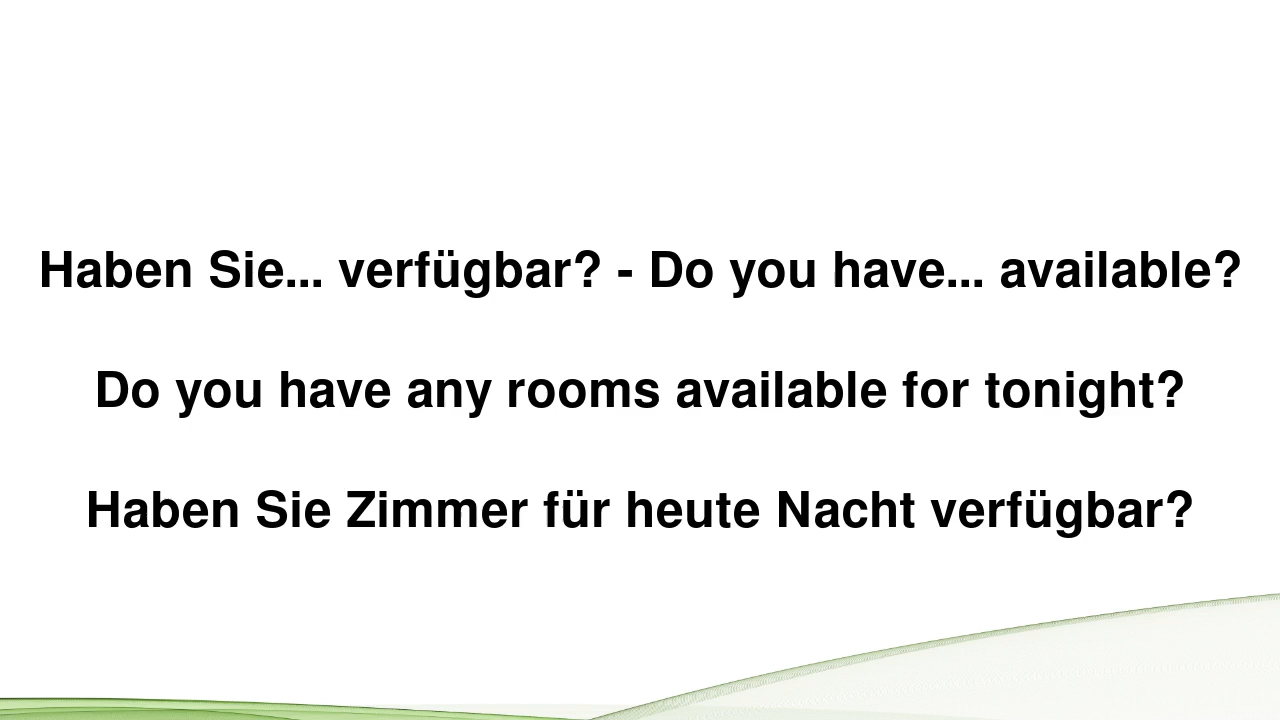 Haben Sie... verfügbar? - Do you have... available?
Do you have any rooms available for tonight?
Haben Sie Zimmer für heute Nacht verfügbar?